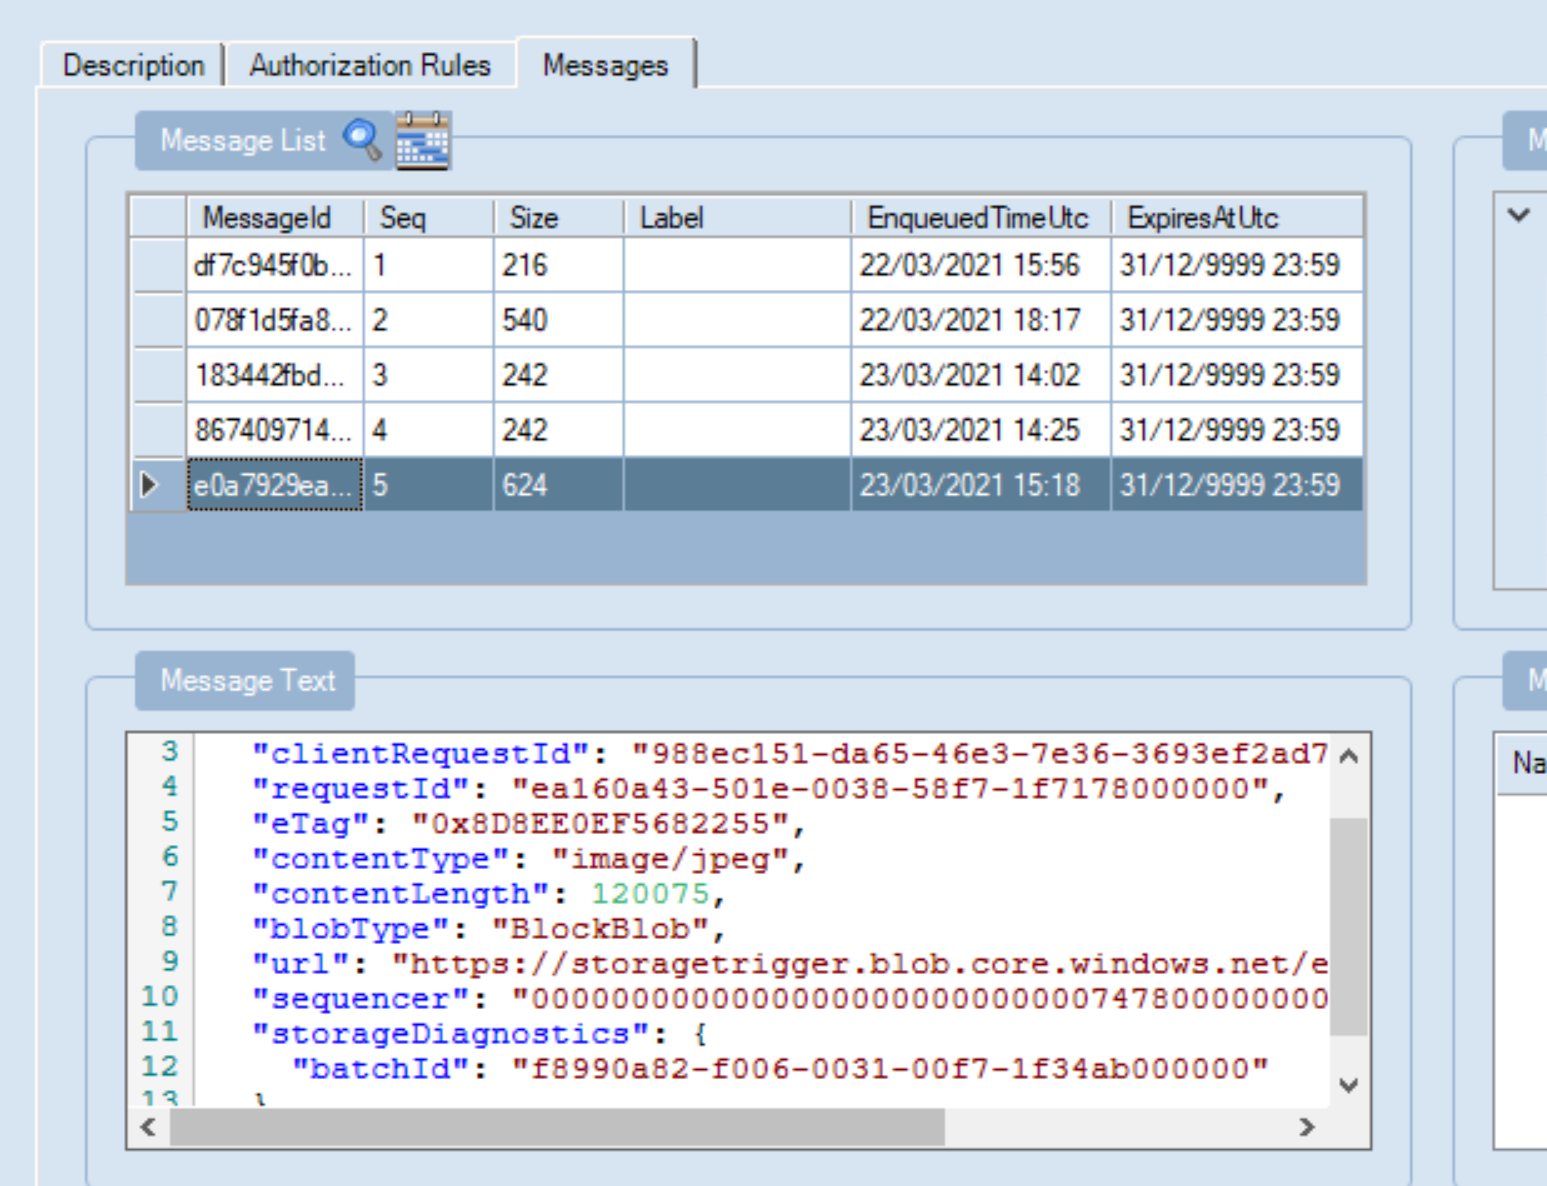 Description Authorization Rules Messages
Message List
MessageId Seq Size Label EnqueuedTimeUtc ExpiresAtUtc
df7c945f0b... 1 216 22/03/2021 15:56 31/12/9999 23:59
078f1d5fa8... 2 540 22/03/2021 18:17 31/12/9999 23:59
183442fbd... 3 242 23/03/2021 14:02 31/12/9999 23:59
867409714... 4 242 23/03/2021 14:25 31/12/9999 23:59
e0a7929ea... 5 624 23/03/2021 15:18 31/12/9999 23:59
Message Text
3 "clientRequestId": "988ec151-da65-46e3-7e36-3693ef2ad7
4 "requestId": "ea160a43-501e-0038-58f7-1f7178000000",
5 "eTag": "0x8D8EE0EF5682255",
6 "contentType": "image/jpeg",
7 "contentLength": 120075,
8 "blobType": "BlockBlob",
9 "url": "https://storagetrigger.blob.core.windows.net/e
10 "sequencer": "0000000000000000000000000000747800000000
11 "storageDiagnostics": {
12 "batchId": "f8990a82-f006-0031-00f7-1f34ab000000"
13 }
M
M
Na